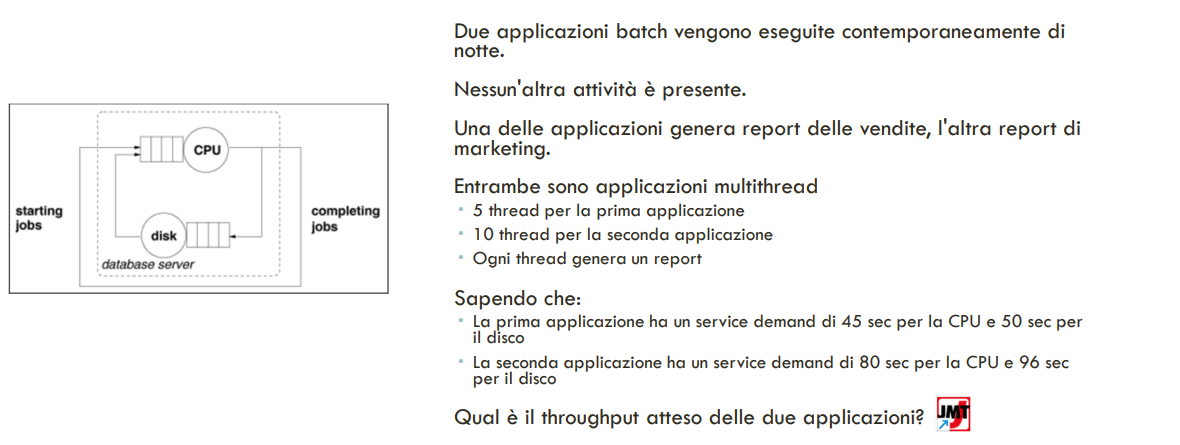 Due applicazioni batch vengono eseguite contemporaneamente di
notte.
Nessun'altra attività è presente.
Una delle applicazioni genera report delle vendite, l'altra report di
marketing.
Entrambe sono applicazioni multithread
5 thread per la prima applicazione
10 thread per la seconda applicazione
Ogni thread genera un report
Sapendo che:
La prima applicazione ha un service demand di 45 sec per la CPU e 50 sec per
il disco
La seconda applicazione ha un service demand di 80 sec per la CPU e 96 sec
per il disco
Qual è il throughput atteso delle due applicazioni?
JMT
CPU
starting
jobs
completing
jobs
disk
database server